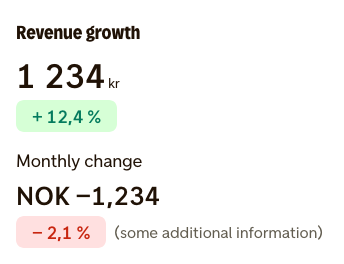 Revenue growth
1 234 kr
+ 12,4 %
Monthly change
NOK −1,234
− 2,1 % (some additional information)